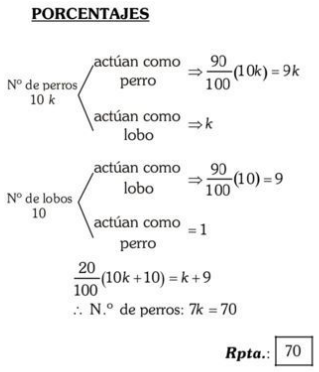 PORCENTAJES
actúan como perro ⇒ 90/100 (10k) = 9k
N° de perros 10 k
actúan como lobo ⇒ k
actúan como lobo ⇒ 90/100 (10) = 9
N° de lobos 10
actúan como perro = 1
20/100 (10k + 10) = k + 9
∴ N.° de perros: 7k = 70
Rpta.: 70